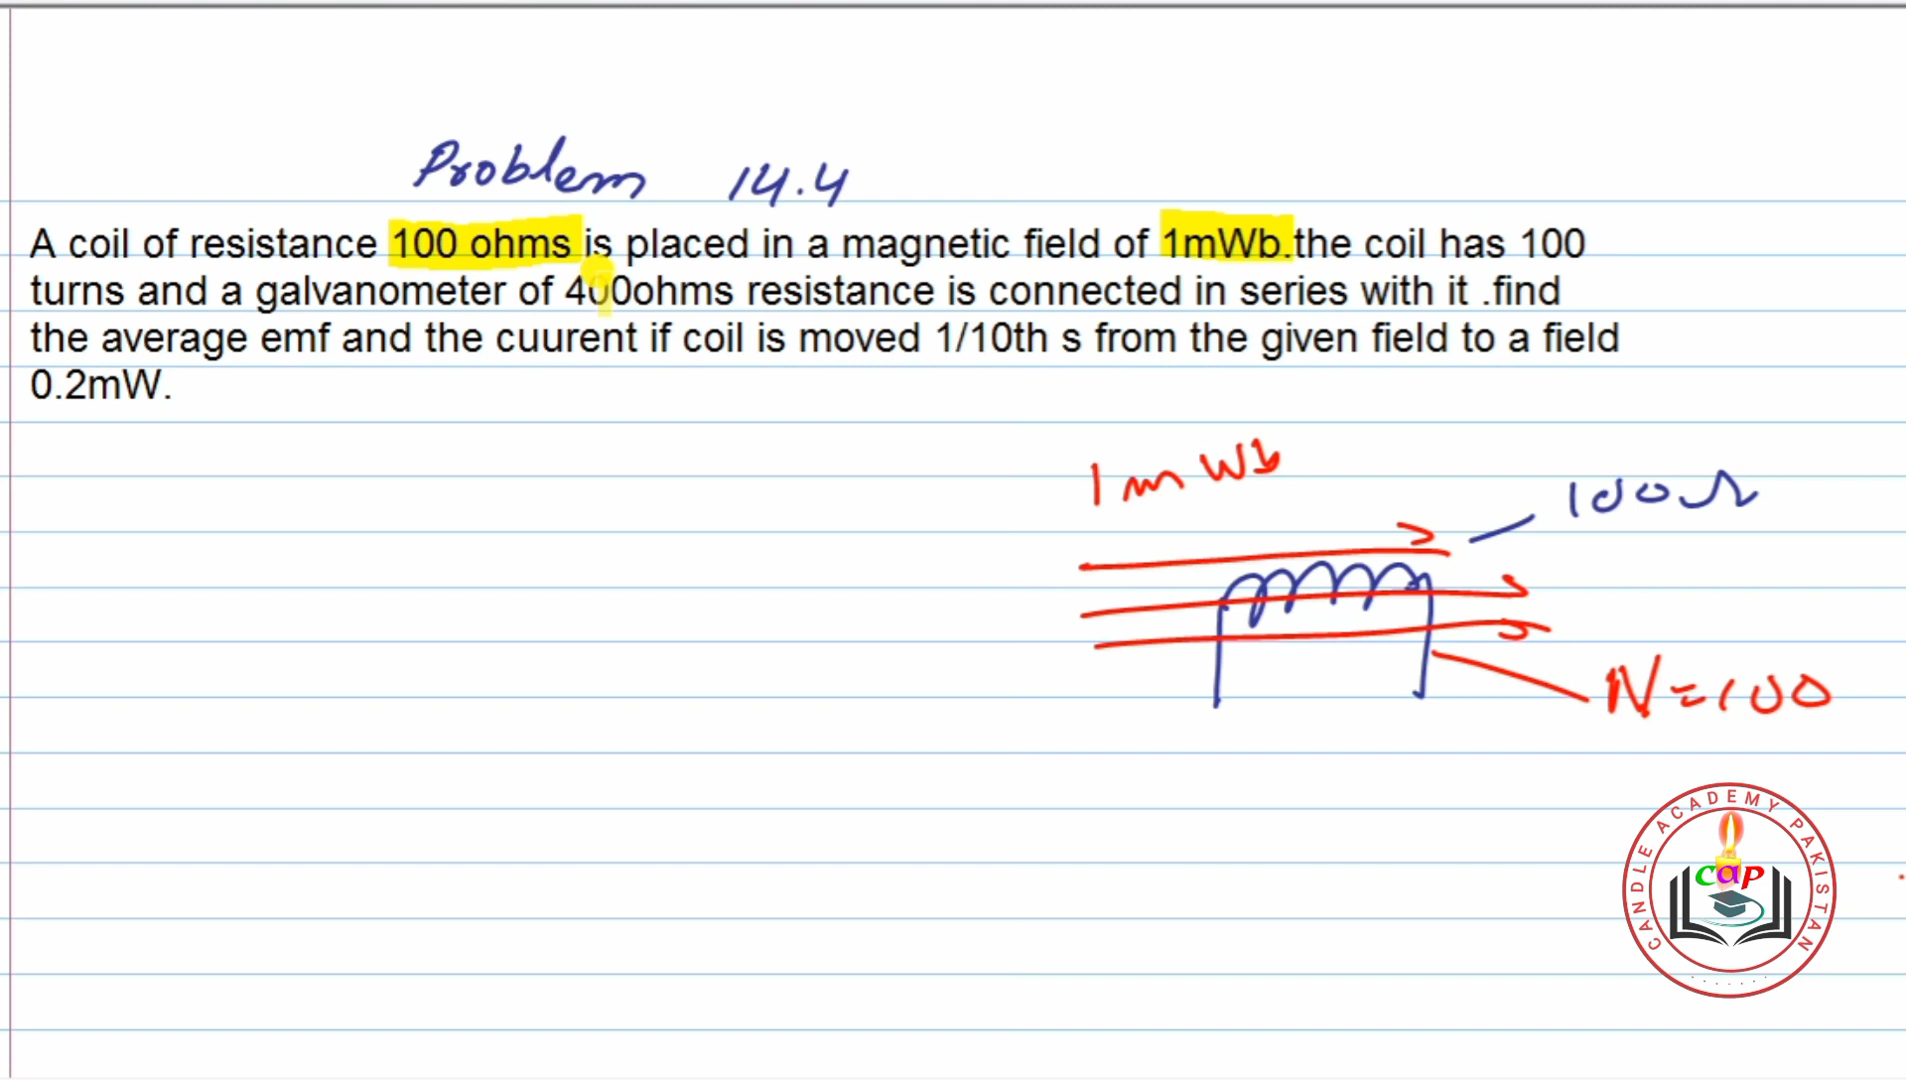 Problem 14.4
A coil of resistance 100 ohms is placed in a magnetic field of 1mWb.the coil has 100
turns and a galvanometer of 400ohms resistance is connected in series with it .find
the average emf and the cuurent if coil is moved 1/10th s from the given field to a field
0.2mW.
1mWb
100Ω
N=100
CANDLE ACADEMY PAKISTAN
cap